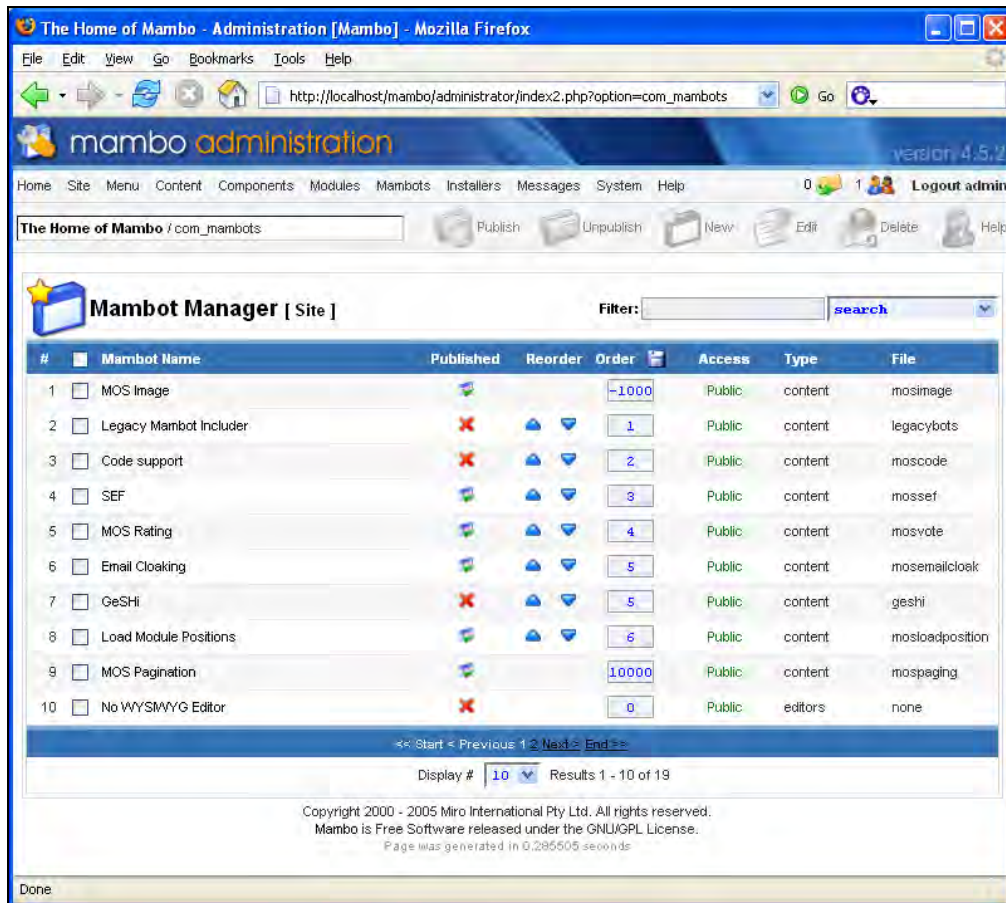 The Home of Mambo - Administration [Mambo] - Mozilla Firefox
File Edit View Go Bookmarks Tools Help
http://localhost/mambo/administrator/index2.php?option=com_mambots Go
mambo administration
version 4.5.2
Home Site Menu Content Components Modules Mambots Installers Messages System Help 0 1 Logout admin
The Home of Mambo / com_mambots Publish Unpublish New Edit Delete Help
Mambot Manager [ Site ] Filter: search
# Mambot Name Published Reorder Order Access Type File
1 MOS Image -1000 Public content mosimage
2 Legacy Mambot Includer 1 Public content legacybots
3 Code support 2 Public content moscode
4 SEF 3 Public content mossef
5 MOS Rating 4 Public content mosvote
6 Email Cloaking 5 Public content mosemailcloak
7 GeSHi 5 Public content geshi
8 Load Module Positions 6 Public content mosloadposition
9 MOS Pagination 10000 Public content mospaging
10 No WYSIWYG Editor 0 Public editors none
<< Start < Previous 1 2 Next > End >>
Display # 10 Results 1 - 10 of 19
Copyright 2000 - 2005 Miro International Pty Ltd. All rights reserved.
Mambo is Free Software released under the GNU/GPL License.
Page was generated in 0.285505 seconds
Done